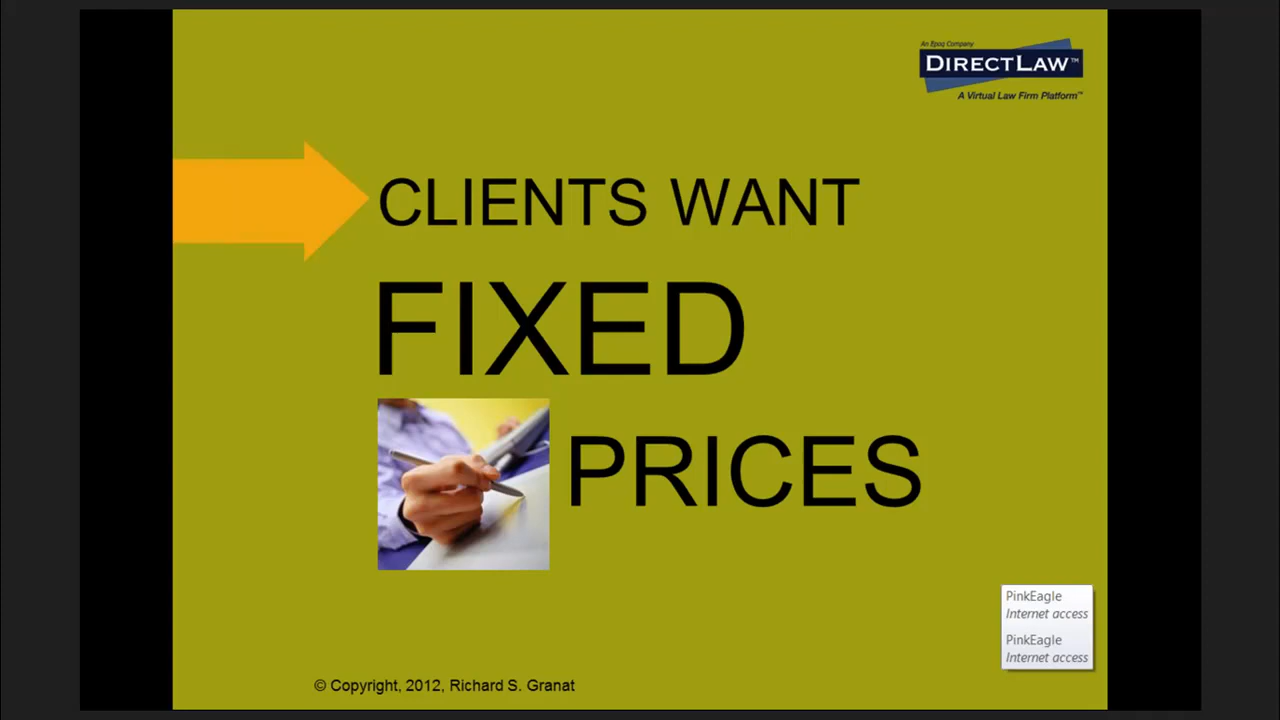 An Epoq Company
DIRECTLAW™
A Virtual Law Firm Platform™
CLIENTS WANT
FIXED
PRICES
PinkEagle
Internet access
PinkEagle
Internet access
© Copyright, 2012, Richard S. Granat